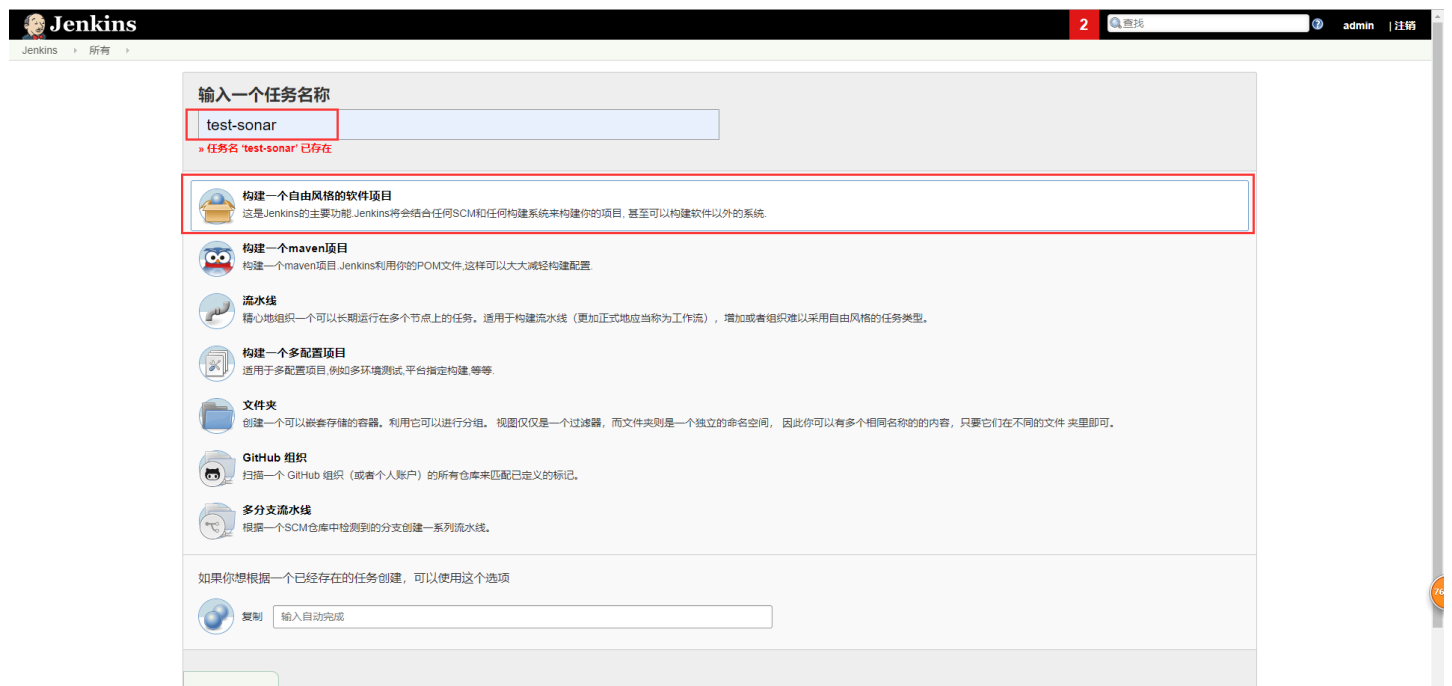 Jenkins
2
查找
admin
| 注销
Jenkins
所有
输入一个任务名称
test-sonar
» 任务名 ‘test-sonar’ 已存在
构建一个自由风格的软件项目
这是Jenkins的主要功能.Jenkins将会结合任何SCM和任何构建系统来构建你的项目, 甚至可以构建软件以外的系统.
构建一个maven项目
构建一个maven项目.Jenkins利用你的POM文件,这样可以大大减轻构建配置.
流水线
精心地组织一个可以长期运行在多个节点上的任务。适用于构建流水线（更加正式地应当称为工作流），增加或者组织难以采用自由风格的任务类型。
构建一个多配置项目
适用于多配置项目,例如多环境测试,平台指定构建,等等.
文件夹
创建一个可以嵌套存储的容器。利用它可以进行分组。 视图仅仅是一个过滤器，而文件夹则是一个独立的命名空间， 因此你可以有多个相同名称的的内容，只要它们在不同的文件 夹里即可。
GitHub 组织
扫描一个 GitHub 组织（或者个人账户）的所有仓库来匹配已定义的标记。
多分支流水线
根据一个SCM仓库中检测到的分支创建一系列流水线。
如果你想根据一个已经存在的任务创建，可以使用这个选项
复制
输入自动完成
76